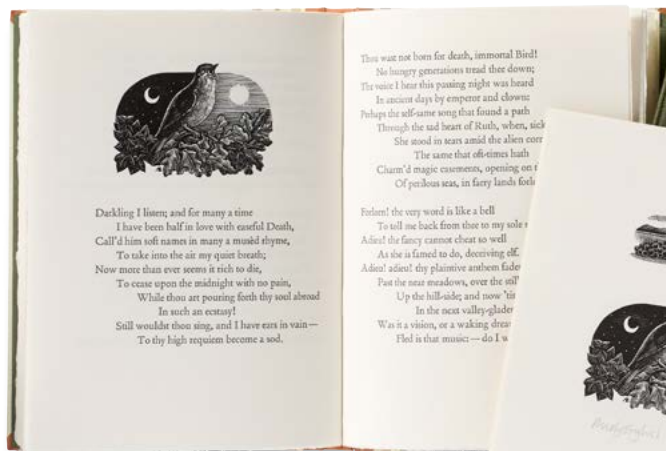 Darkling I listen; and for many a time
I have been half in love with easeful Death,
Call'd him soft names in many a musèd rhyme,
To take into the air my quiet breath;
Now more than ever seems it rich to die,
To cease upon the midnight with no pain,
While thou art pouring forth thy soul abroad
In such an ecstasy!
Still wouldst thou sing, and I have ears in vain—
To thy high requiem become a sod.
Thou wast not born for death, immortal Bird!
No hungry generations tread thee down;
The voice I hear this passing night was heard
In ancient days by emperor and clown:
Perhaps the self-same song that found a path
Through the sad heart of Ruth, when, sick
She stood in tears amid the alien corn
The same that oft-times hath
Charm'd magic casements, opening on
Of perilous seas, in faery lands
Forlorn! the very word is like a bell
To tell me back from thee to my sole
Adieu! the fancy cannot cheat so well
As she is famed to do, deceiving elf.
Adieu! adieu! thy plaintive anthem fades
Past the near meadows, over the still
Up the hill-side; and now 'tis
In the next valley-glades
Was it a vision, or a waking dream
Fled is that music:—do I